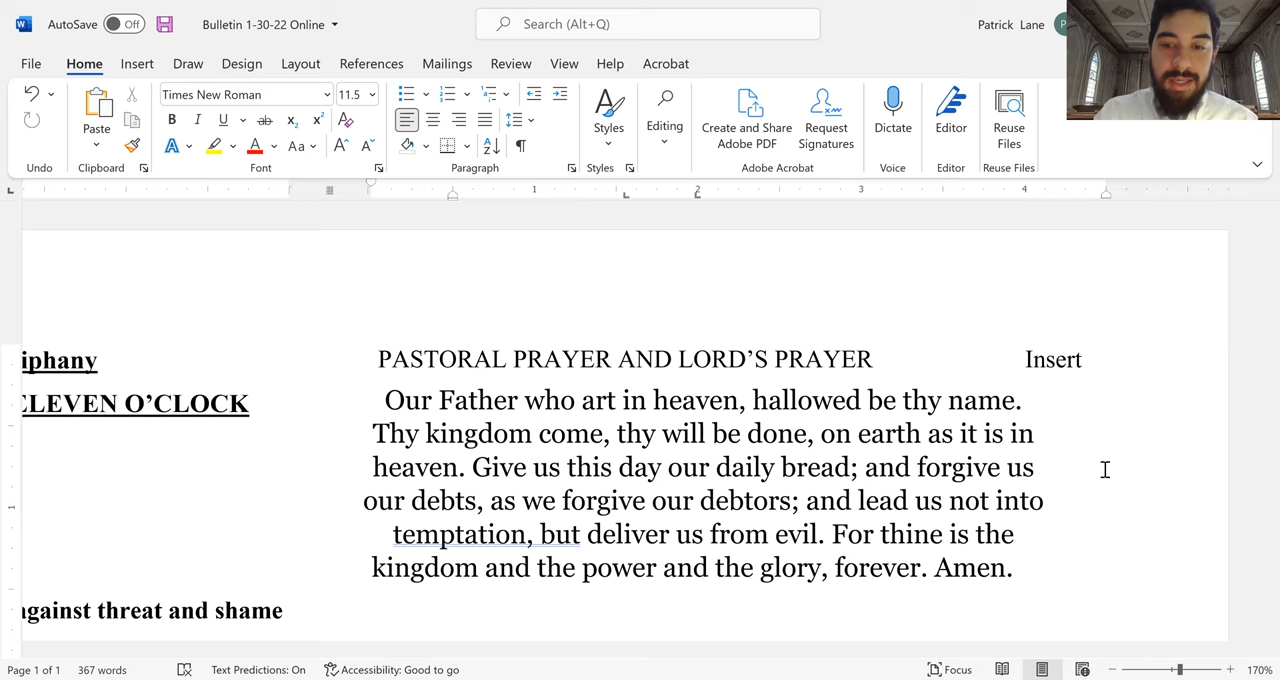 AutoSave Off Bulletin 1-30-22 Online Search (Alt+Q) Patrick Lane
File Home Insert Draw Design Layout References Mailings Review View Help Acrobat
Times New Roman 11.5
Paste Styles Editing Create and Share Adobe PDF Request Signatures Dictate Editor Reuse Files
Undo Clipboard Font Paragraph Styles Adobe Acrobat Voice Editor Reuse Files
1 3 4
iphany
ELEVEN O’CLOCK
against threat and shame
PASTORAL PRAYER AND LORD’S PRAYER Insert
Our Father who art in heaven, hallowed be thy name.
Thy kingdom come, thy will be done, on earth as it is in
heaven. Give us this day our daily bread; and forgive us
our debts, as we forgive our debtors; and lead us not into
temptation, but deliver us from evil. For thine is the
kingdom and the power and the glory, forever. Amen.
Page 1 of 1 367 words Text Predictions: On Accessibility: Good to go Focus 170%